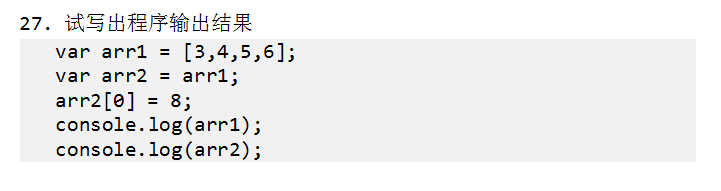 27. 试写出程序输出结果
var arr1 = [3,4,5,6];
var arr2 = arr1;
arr2[0] = 8;
console.log(arr1);
console.log(arr2);